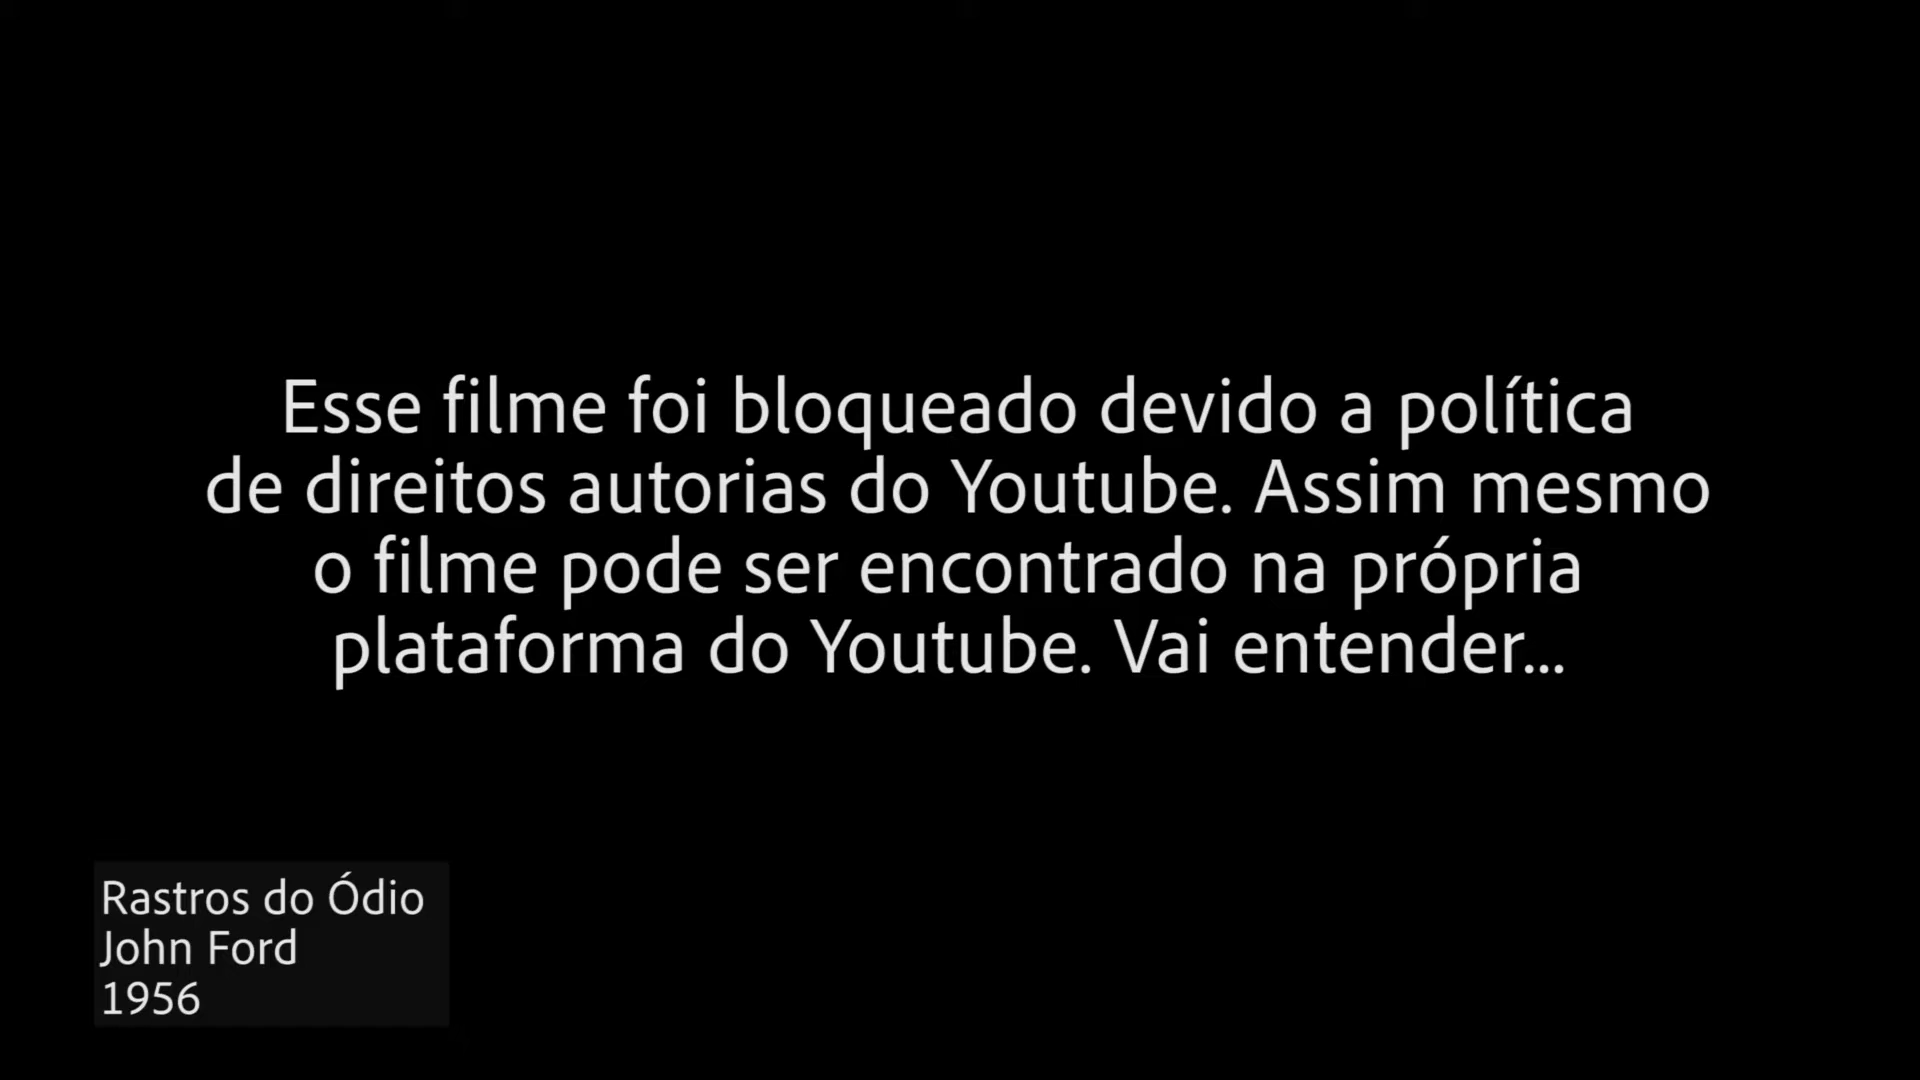 Esse filme foi bloqueado devido a política
de direitos autorias do Youtube. Assim mesmo
o filme pode ser encontrado na própria
plataforma do Youtube. Vai entender...
Rastros do Ódio
John Ford
1956